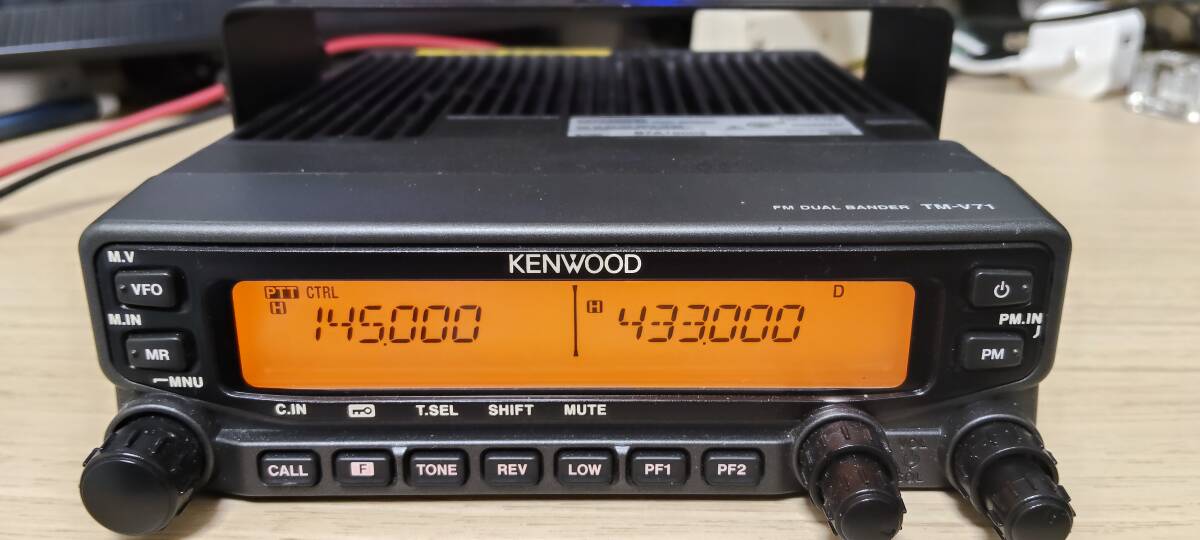 FM DUAL BANDER TM-V71
M.V
KENWOOD
VFO
PTT CTRL
D
H 145.000
H 433.000
M.IN
PM.IN
MR
PM
MNU
C.IN T.SEL SHIFT MUTE
CALL F TONE REV LOW PF1 PF2